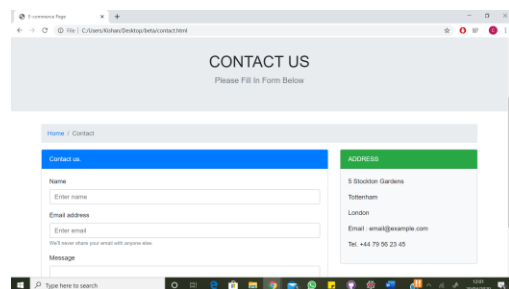 E-commerce Page
File | C:/Users/Kishan/Desktop/beta/contact.html
CONTACT US
Please Fill In Form Below
Home / Contact
Contact us.
Name
Enter name
Email address
Enter email
We'll never share your email with anyone else.
Message
ADDRESS
5 Stockton Gardens
Tottenham
London
Email : email@example.com
Tel. +44 79 56 23 45
Type here to search